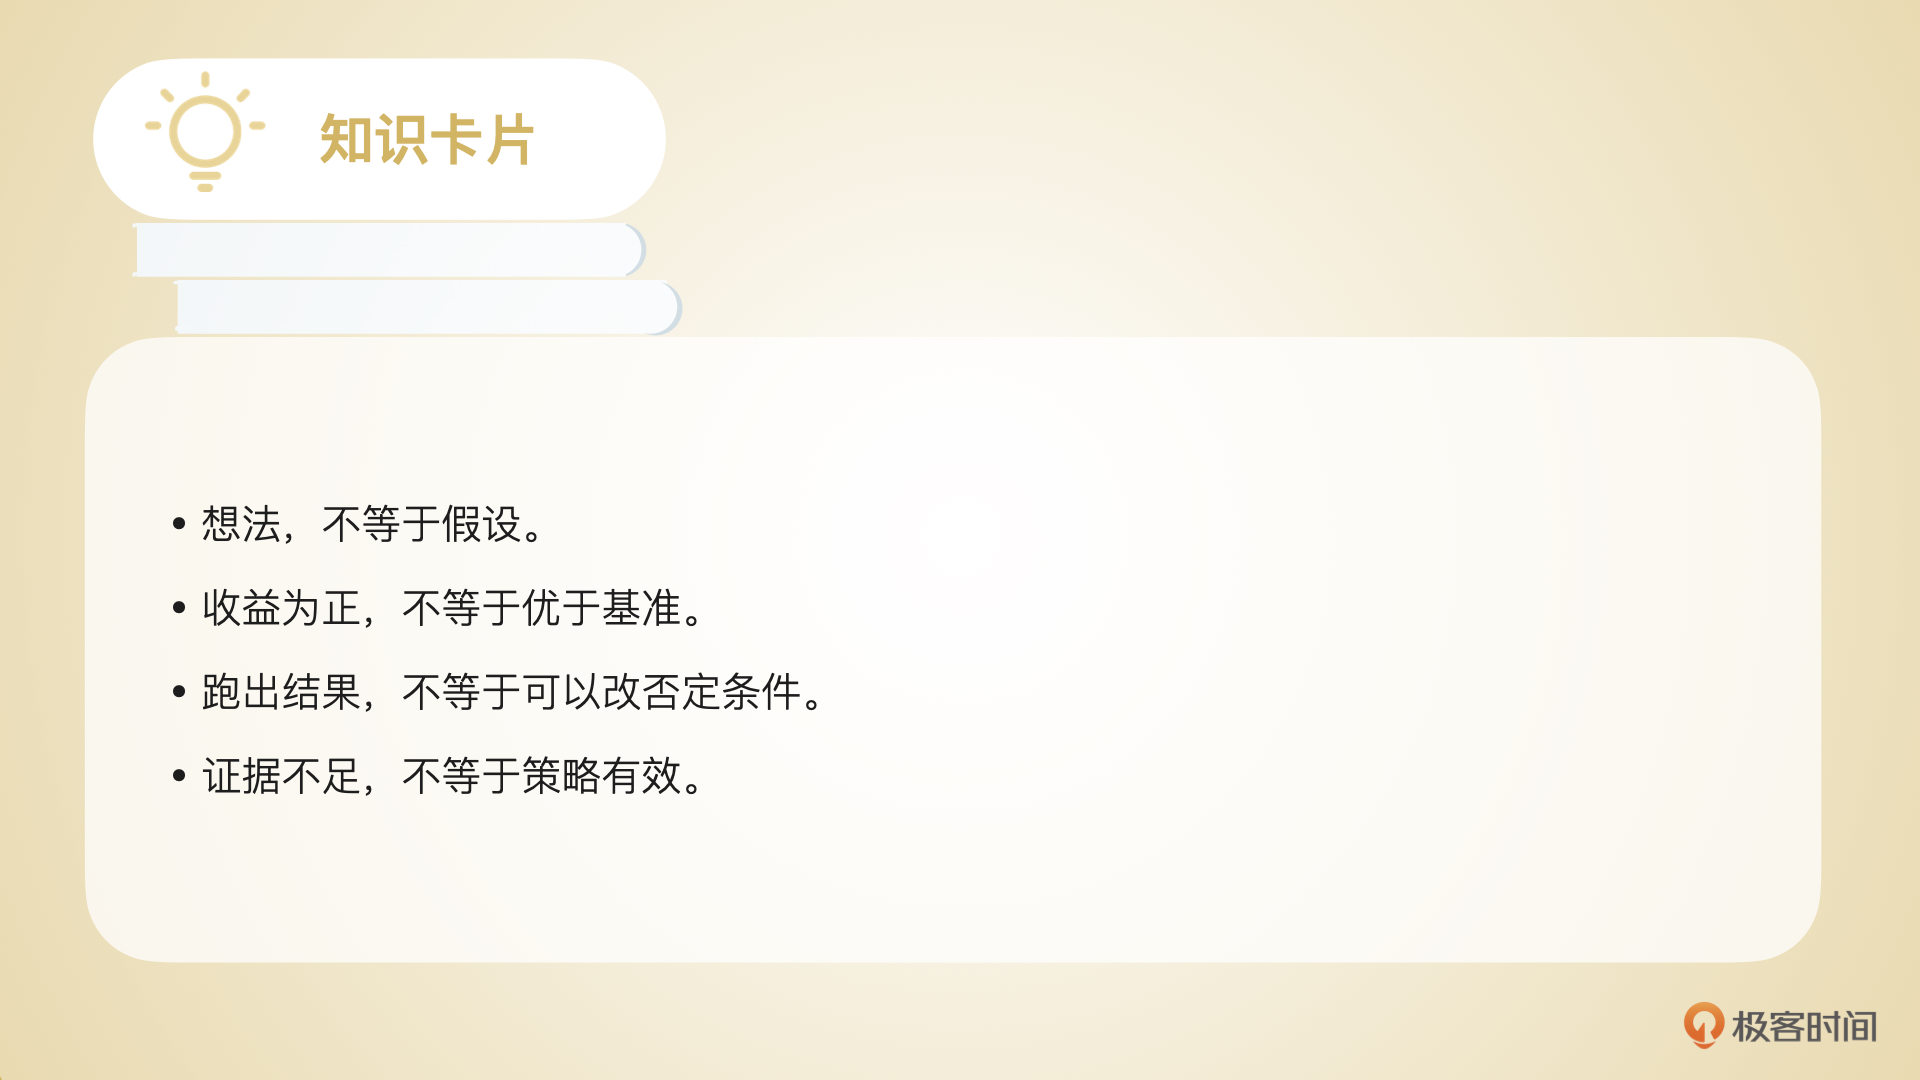 知识卡片
• 想法，不等于假设。
• 收益为正，不等于优于基准。
• 跑出结果，不等于可以改否定条件。
• 证据不足，不等于策略有效。
极客时间